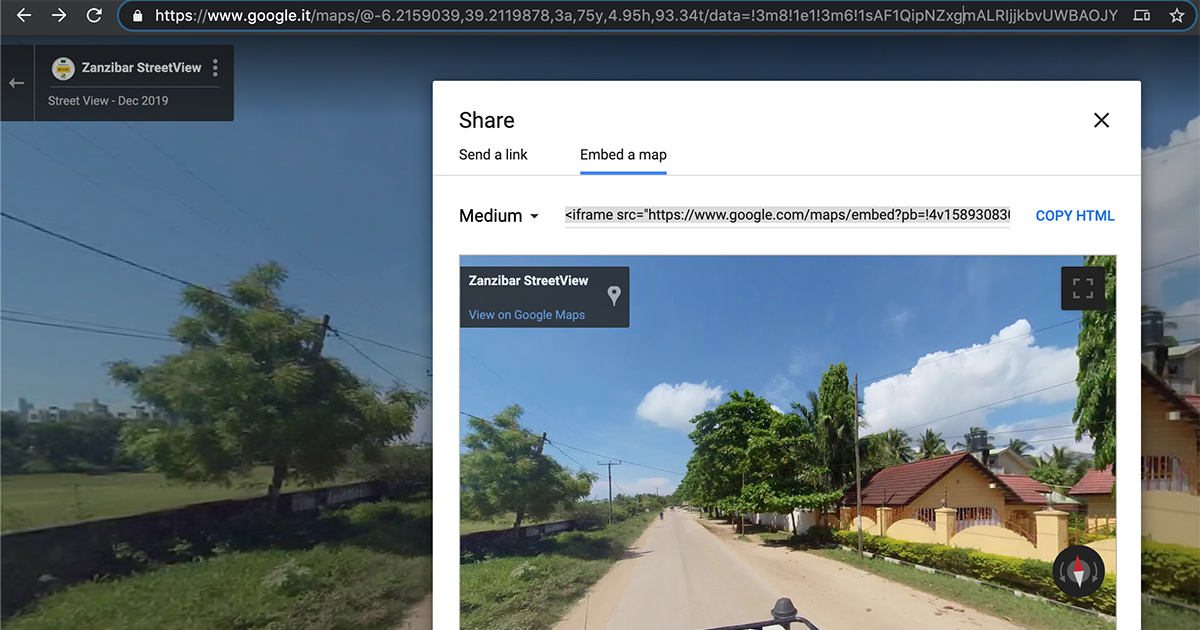 https://www.google.it/maps/@-6.2159039,39.2119878,3a,75y,4.95h,93.34t/data=!3m8!1e1!3m6!1sAF1QipNZxgmALRIjjkbvUWBAOJY
Zanzibar StreetView
Street View - Dec 2019
Share
Send a link
Embed a map
Medium
<iframe src="https://www.google.com/maps/embed?pb=!4v158930830
COPY HTML
Zanzibar StreetView
View on Google Maps